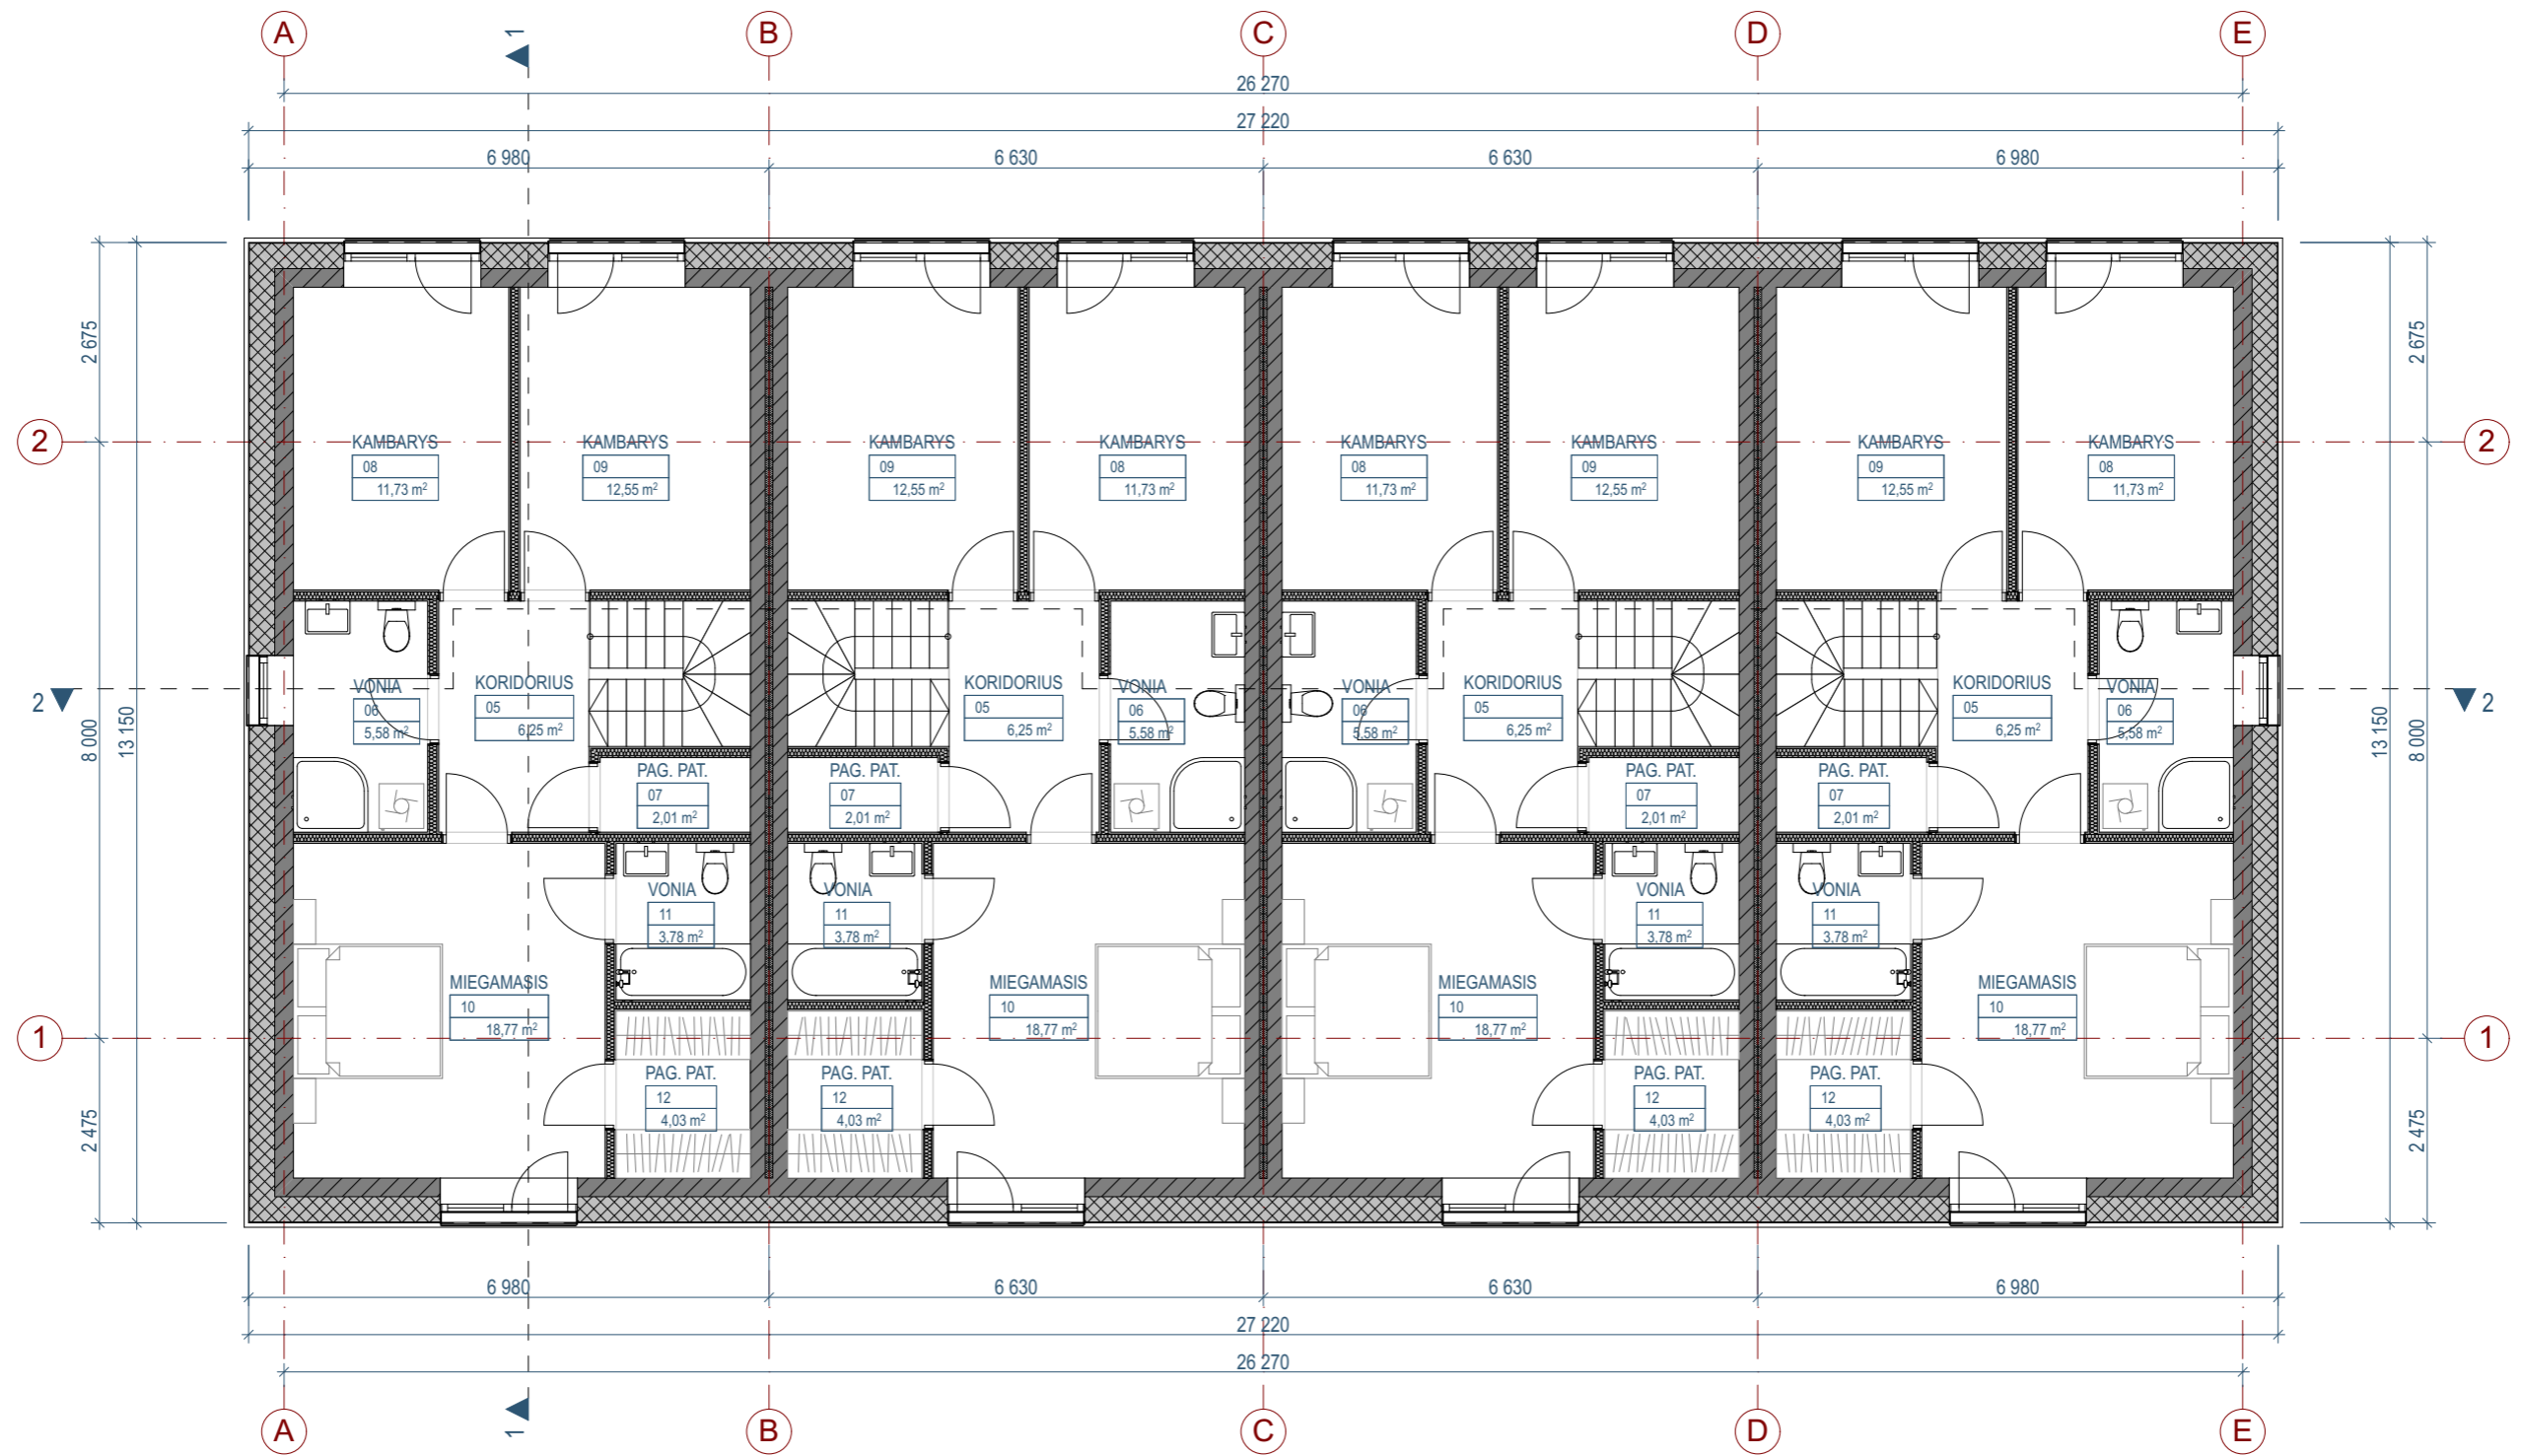 A 1 B C D E
26 270
27 220
6 980 6 630 6 630 6 980
2 675 2 675
2 KAMBARYS KAMBARYS KAMBARYS KAMBARYS KAMBARYS KAMBARYS KAMBARYS KAMBARYS 2
08 09 09 08 08 09 09 08
11,73 m² 12,55 m² 12,55 m² 11,73 m² 11,73 m² 12,55 m² 12,55 m² 11,73 m²
2 VONIA KORIDORIUS KORIDORIUS VONIA VONIA KORIDORIUS KORIDORIUS VONIA 2
06 05 05 06 06 05 05 06
5,58 m² 6,25 m² 6,25 m² 5,58 m² 5,58 m² 6,25 m² 6,25 m² 5,58 m²
8 000 13 150 13 150 8 000
PAG. PAT. PAG. PAT. PAG. PAT. PAG. PAT.
07 07 07 07
2,01 m² 2,01 m² 2,01 m² 2,01 m²
VONIA VONIA VONIA VONIA
11 11 11 11
3,78 m² 3,78 m² 3,78 m² 3,78 m²
MIEGAMASIS MIEGAMASIS MIEGAMASIS MIEGAMASIS
10 10 10 10
18,77 m² 18,77 m² 18,77 m² 18,77 m²
1 1
PAG. PAT. PAG. PAT. PAG. PAT. PAG. PAT.
12 12 12 12
4,03 m² 4,03 m² 4,03 m² 4,03 m²
2 475 2 475
6 980 6 630 6 630 6 980
27 220
26 270
A 1 B C D E